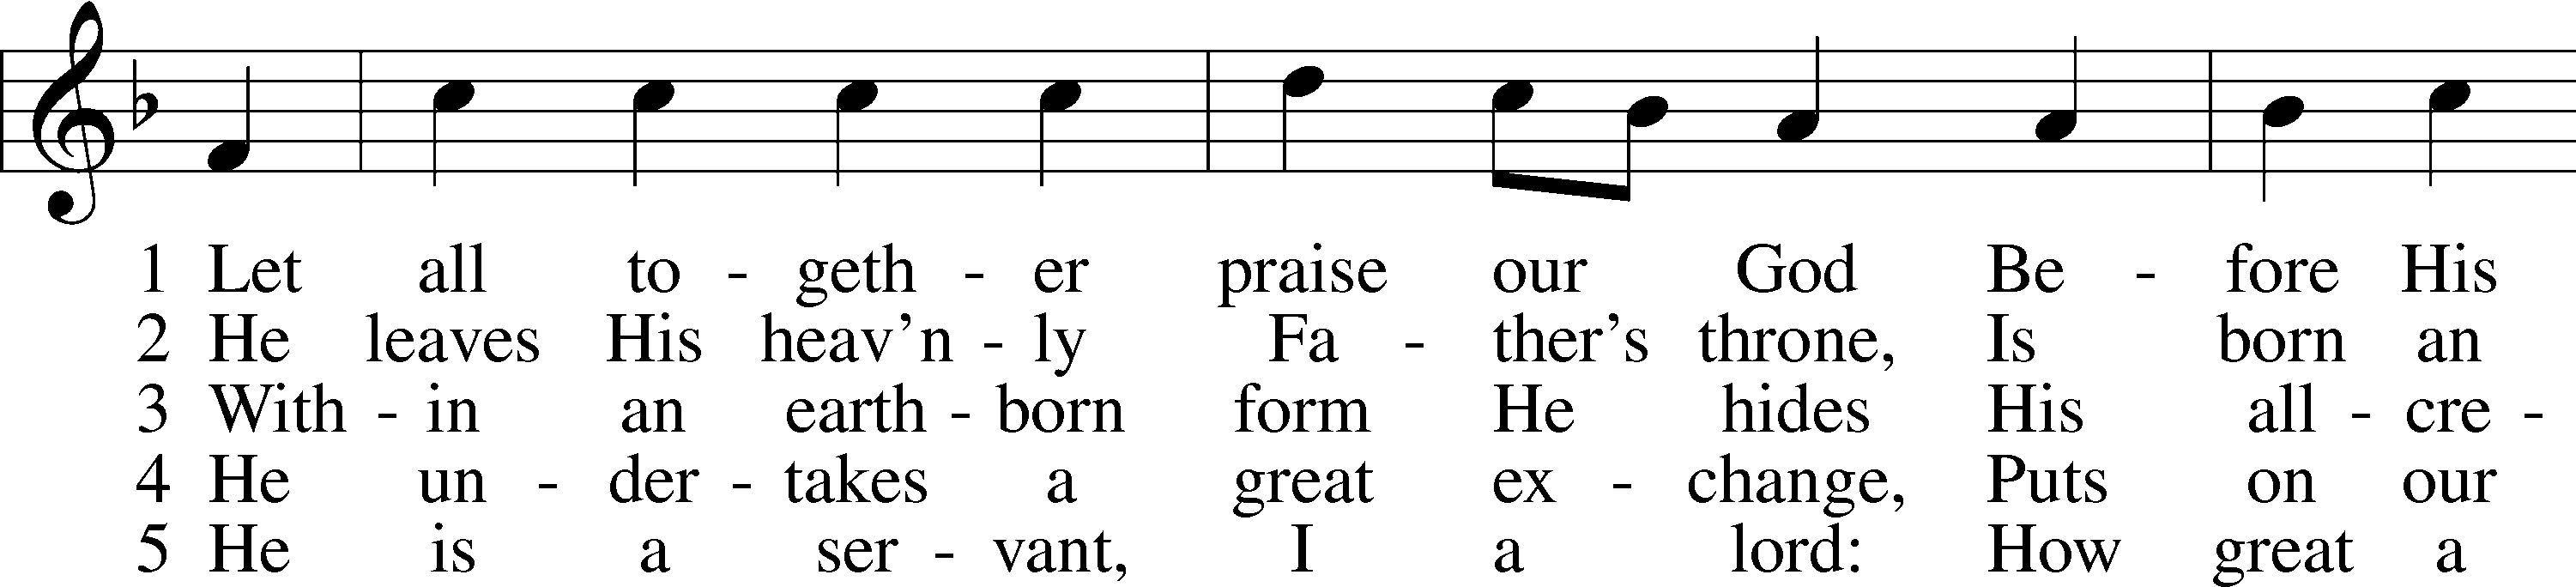 1 Let all to - geth - er praise our God Be - fore His
2 He leaves His heav'n - ly Fa - ther's throne, Is born an
3 With - in an earth - born form He hides His all - cre -
4 He un - der - takes a great ex - change, Puts on our
5 He is a ser - vant, I a lord: How great a